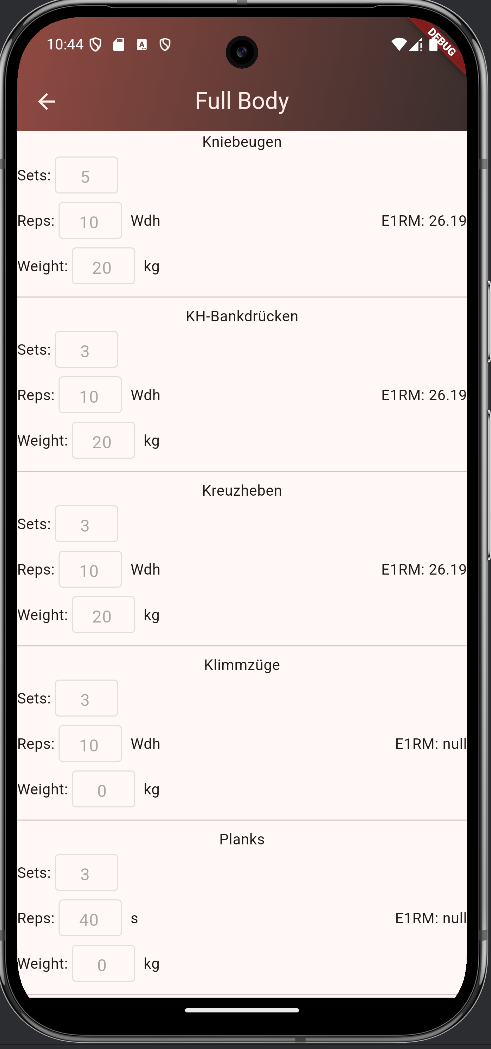 10:44
DEBUG
Full Body
Kniebeugen
Sets: 5
Reps: 10 Wdh E1RM: 26.19
Weight: 20 kg
KH-Bankdrücken
Sets: 3
Reps: 10 Wdh E1RM: 26.19
Weight: 20 kg
Kreuzheben
Sets: 3
Reps: 10 Wdh E1RM: 26.19
Weight: 20 kg
Klimmzüge
Sets: 3
Reps: 10 Wdh E1RM: null
Weight: 0 kg
Planks
Sets: 3
Reps: 40 s E1RM: null
Weight: 0 kg